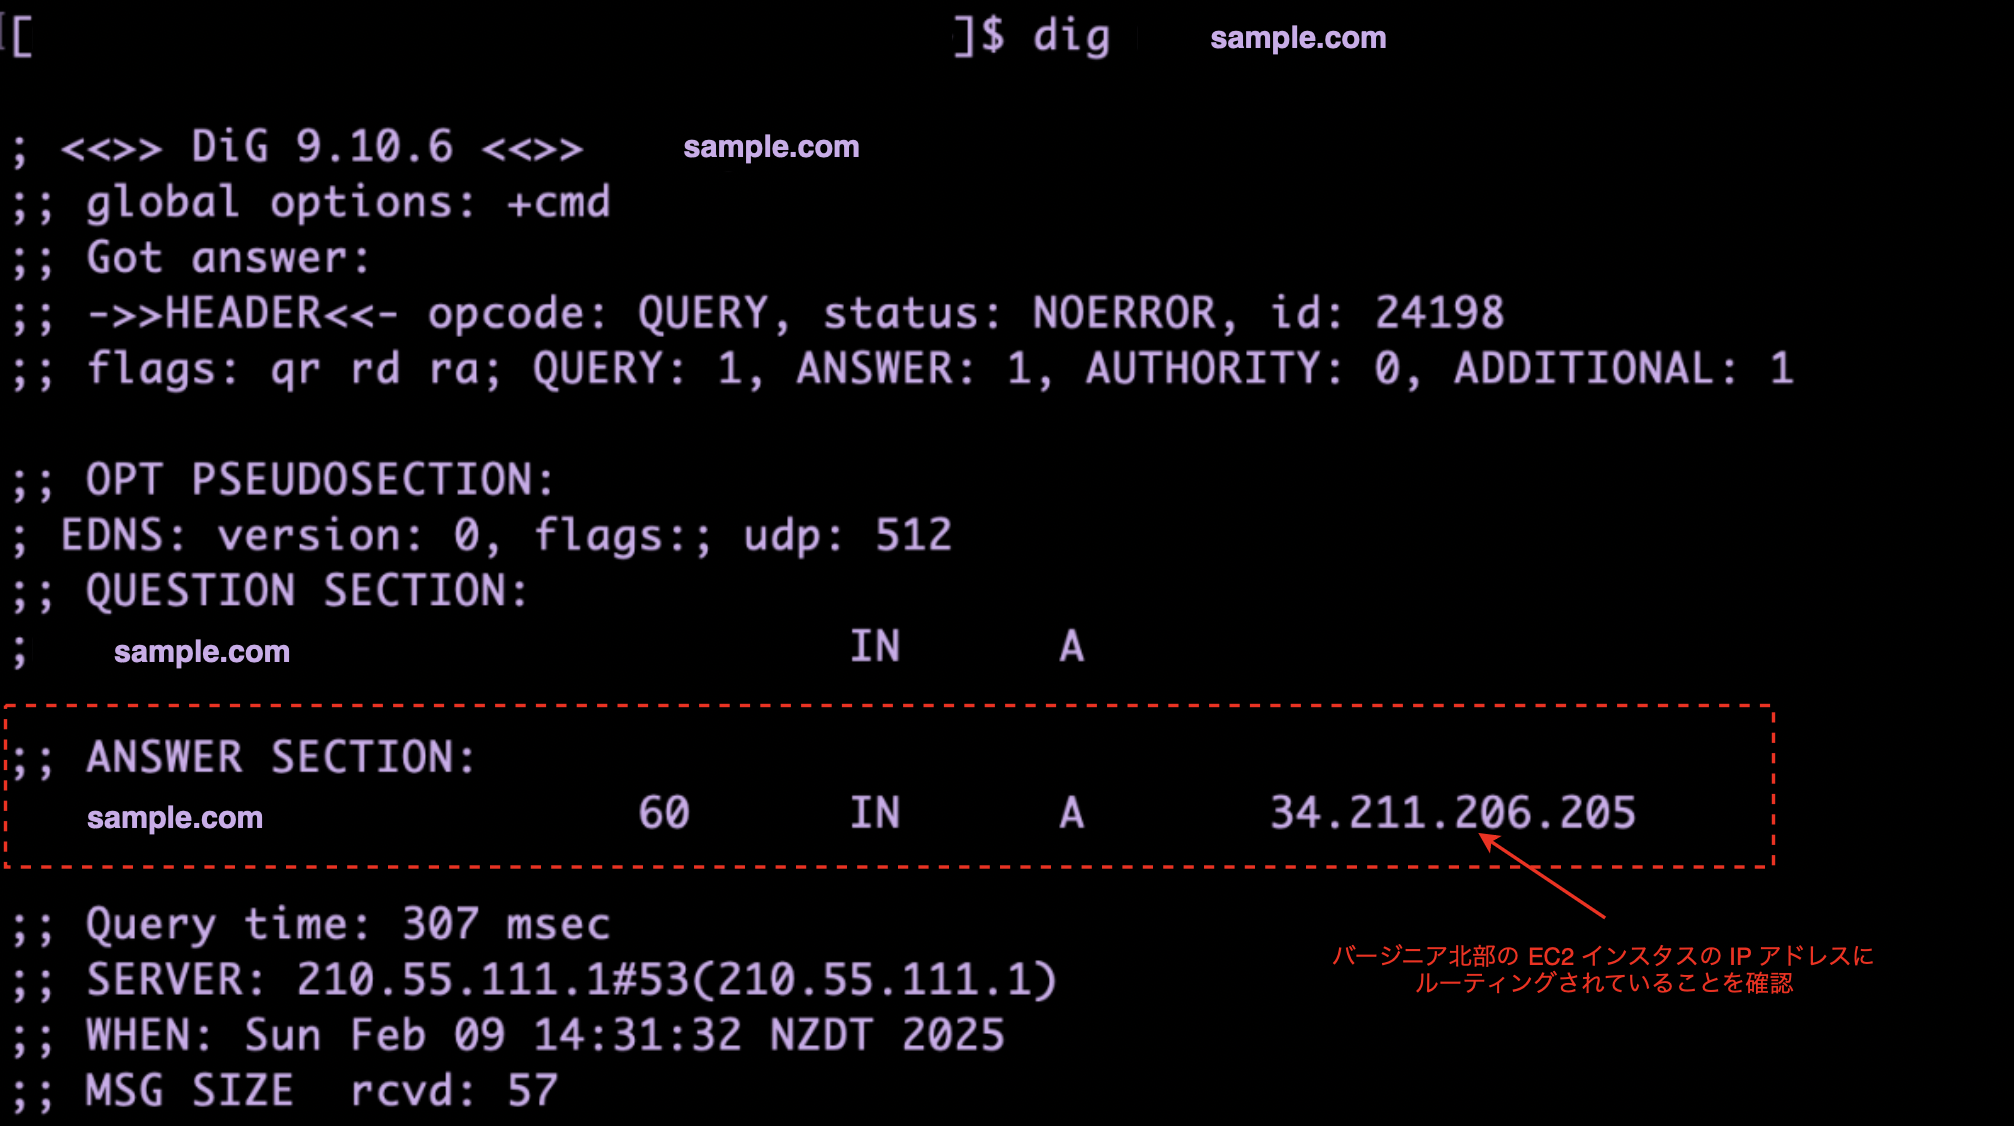 [ ]$ dig sample.com
; <<>> DiG 9.10.6 <<>> sample.com
;; global options: +cmd
;; Got answer:
;; ->>HEADER<<- opcode: QUERY, status: NOERROR, id: 24198
;; flags: qr rd ra; QUERY: 1, ANSWER: 1, AUTHORITY: 0, ADDITIONAL: 1
;; OPT PSEUDOSECTION:
; EDNS: version: 0, flags:; udp: 512
;; QUESTION SECTION:
; sample.com IN A
;; ANSWER SECTION:
sample.com 60 IN A 34.211.206.205
;; Query time: 307 msec
;; SERVER: 210.55.111.1#53(210.55.111.1)
;; WHEN: Sun Feb 09 14:31:32 NZDT 2025
;; MSG SIZE rcvd: 57
バージニア北部の EC2 インスタスの IP アドレスに
ルーティングされていることを確認